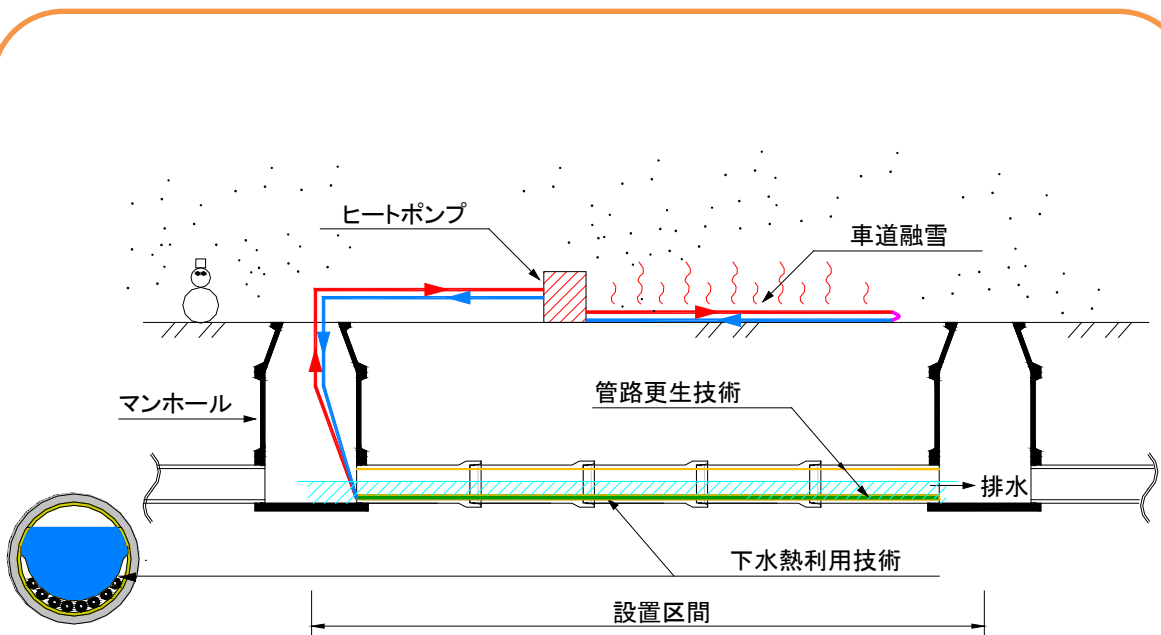 ヒートポンプ
車道融雪
マンホール
管路更生技術
排水
下水熱利用技術
設置区間